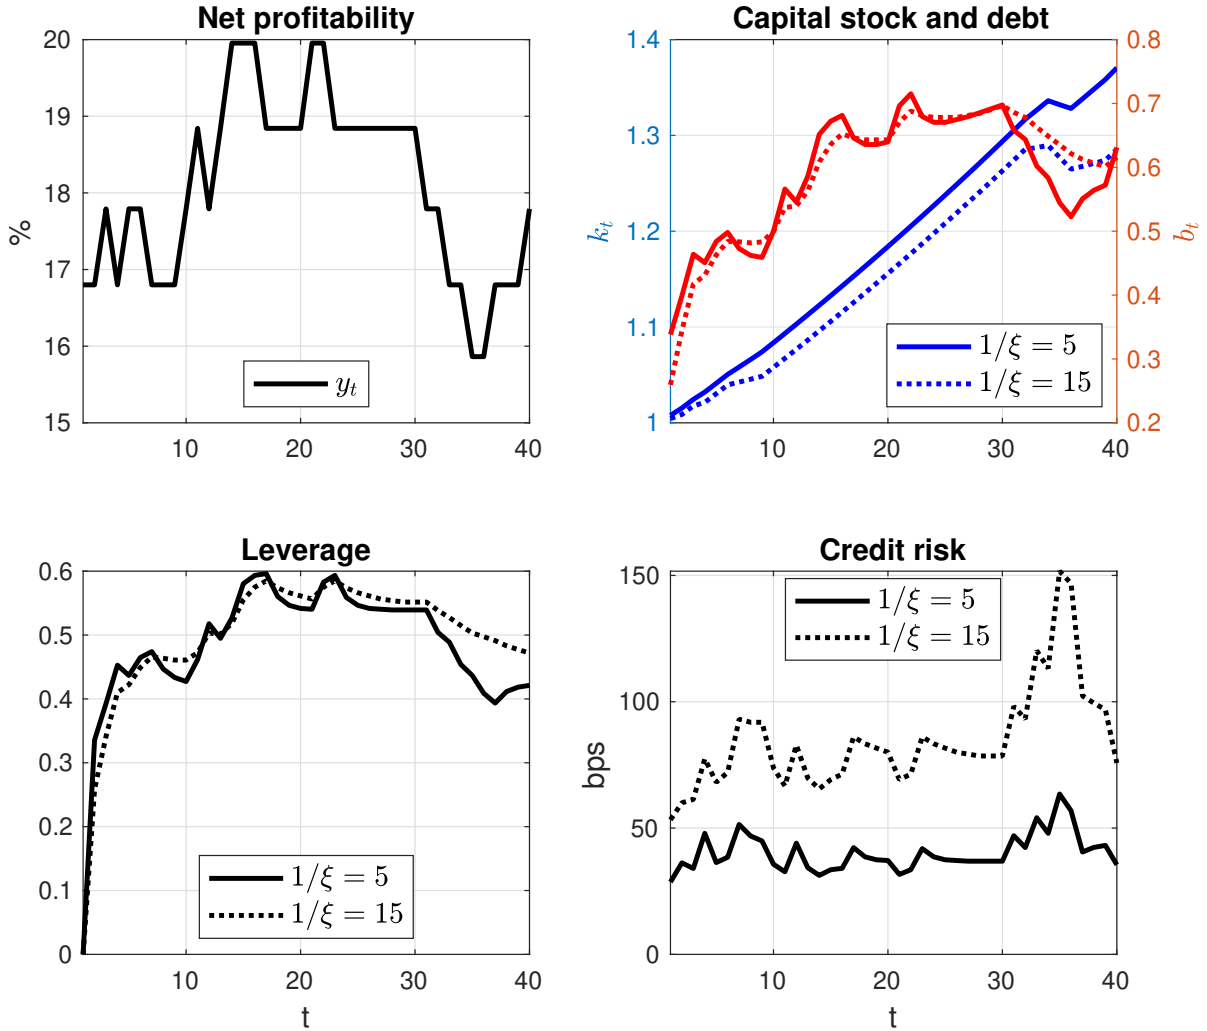 Net profitability
20
19
18
17
16
15
%
10
20
30
40
y_t
Capital stock and debt
1.4
1.3
1.2
1.1
1
k_t
0.8
0.7
0.6
0.5
0.4
0.3
0.2
b_t
10
20
30
40
1/ξ = 5
1/ξ = 15
Leverage
0.6
0.5
0.4
0.3
0.2
0.1
0
10
20
30
40
t
1/ξ = 5
1/ξ = 15
Credit risk
150
100
50
0
bps
10
20
30
40
t
1/ξ = 5
1/ξ = 15